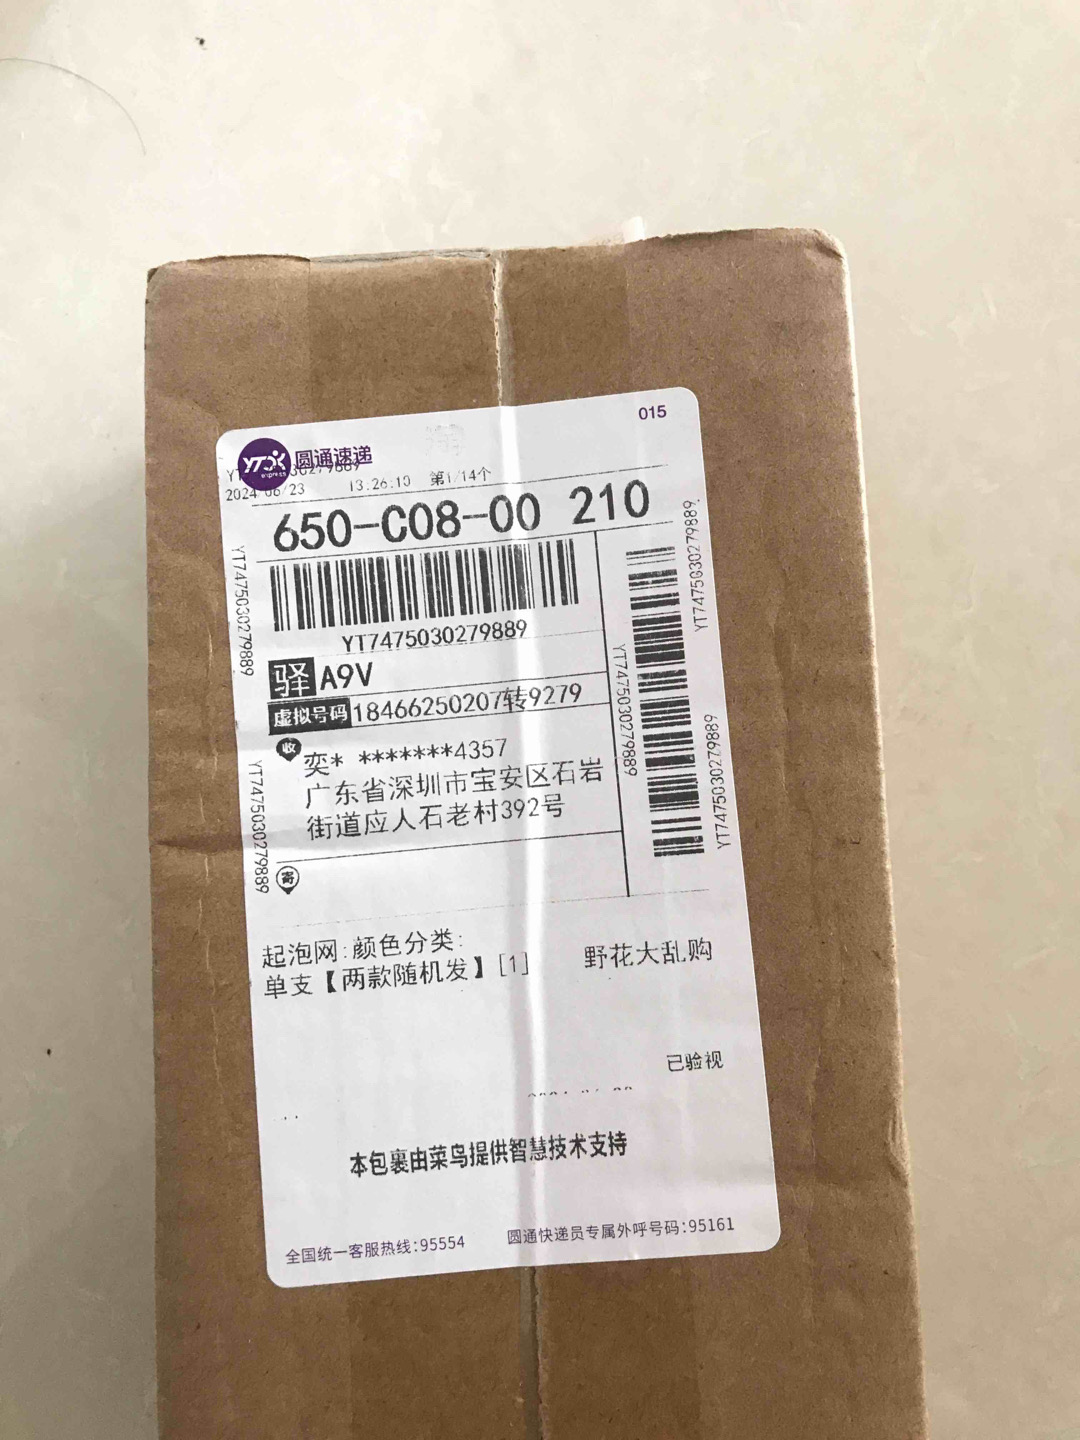 015
YTO
express
圆通速递
2024/06/23 13:26:10 第1/14个
650-C08-00 210
YT7475030279889
驿 A9V
虚拟号码 18466250207转9279
收 奕* *******4357
广东省深圳市宝安区石岩
街道应人石老村392号
寄
YT7475030279889
YT7475030279889
YT7475030279889
YT7475030279889
YT7475030279889
起泡网:颜色分类:
单支【两款随机发】[1]
野花大乱购
已验视
本包裹由菜鸟提供智慧技术支持
全国统一客服热线:95554 圆通快递员专属外呼号码:95161